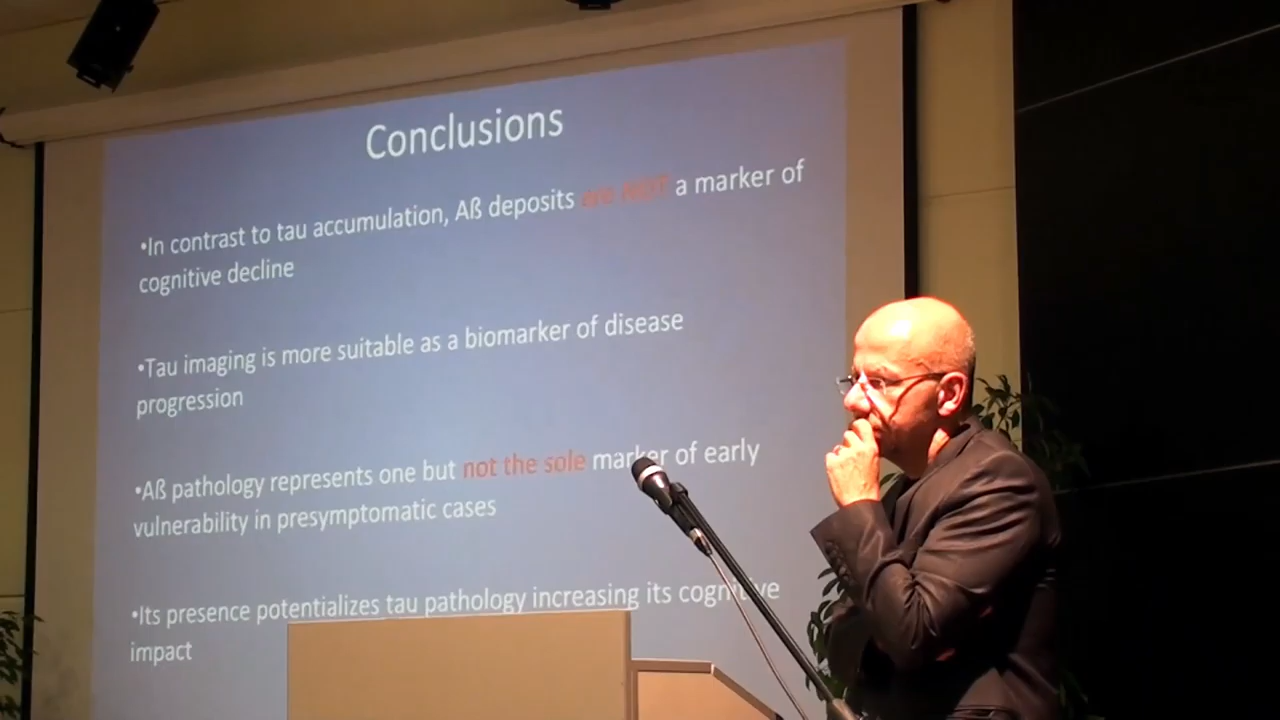 Conclusions
•In contrast to tau accumulation, Aß deposits are NOT a marker of
cognitive decline
•Tau imaging is more suitable as a biomarker of disease
progression
•Aß pathology represents one but not the sole marker of early
vulnerability in presymptomatic cases
•Its presence potentializes tau pathology increasing its cognitive
impact